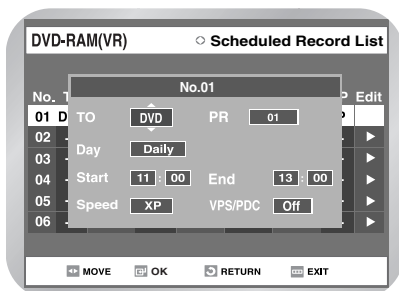 DVD-RAM(VR) Scheduled Record List
No.01
No. Edit
01 TO DVD PR 01
02
Day Daily
03
04 Start 11 : 00 End 13 : 00
05 Speed XP VPS/PDC Off
06
MOVE OK RETURN EXIT